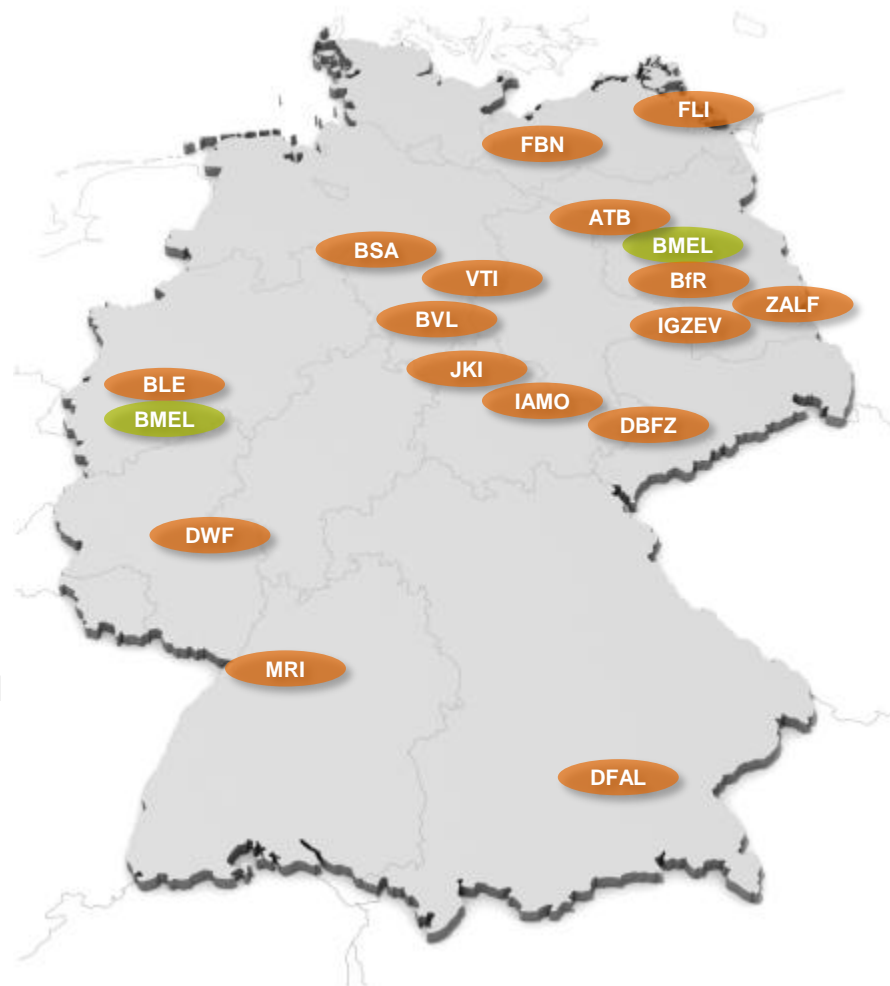 FLI
FBN
ATB
BMEL
BSA
VTI
BfR
ZALF
BVL
IGZEV
JKI
BLE
IAMO
BMEL
DBFZ
DWF
MRI
DFAL